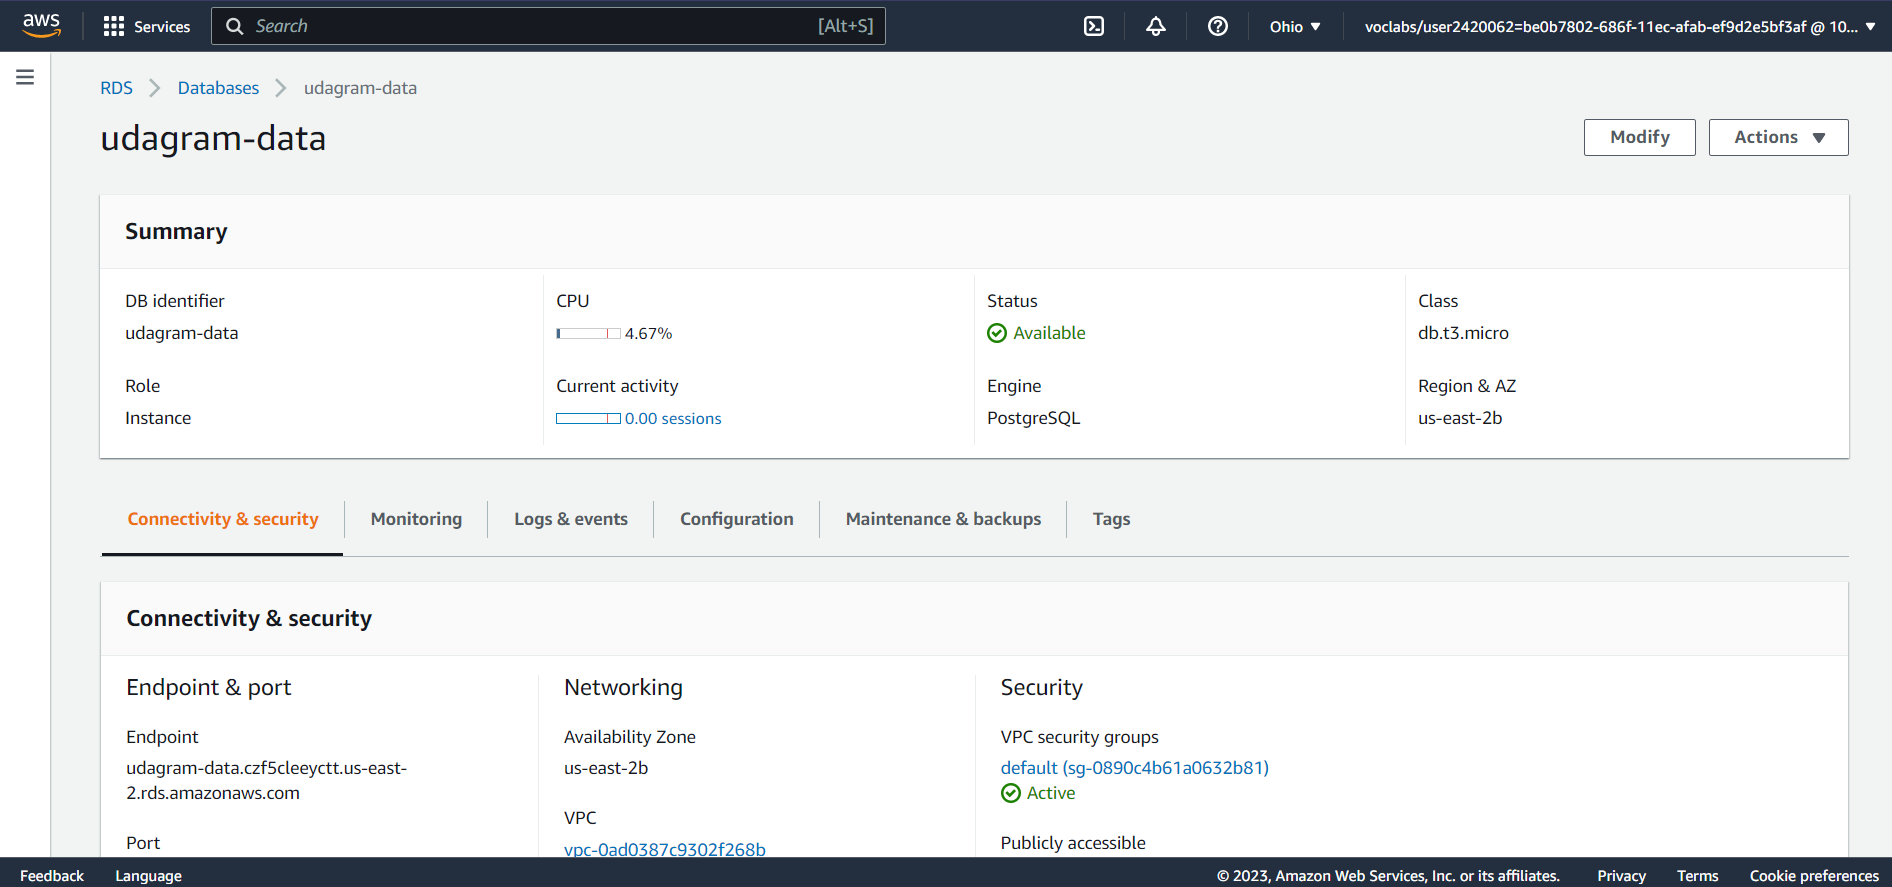 aws
Services
Search
[Alt+S]
Ohio
voclabs/user2420062=be0b7802-686f-11ec-afab-ef9d2e5bf3af @ 10...
RDS
Databases
udagram-data
udagram-data
Modify
Actions
Summary
DB identifier
udagram-data
CPU
4.67%
Status
Available
Class
db.t3.micro
Role
Instance
Current activity
0.00 sessions
Engine
PostgreSQL
Region & AZ
us-east-2b
Connectivity & security
Monitoring
Logs & events
Configuration
Maintenance & backups
Tags
Connectivity & security
Endpoint & port
Endpoint
udagram-data.czf5cleeyctt.us-east-
2.rds.amazonaws.com
Port
Networking
Availability Zone
us-east-2b
VPC
vpc-0ad0387c9302f268b
Security
VPC security groups
default (sg-0890c4b61a0632b81)
Active
Publicly accessible
Feedback
Language
© 2023, Amazon Web Services, Inc. or its affiliates.
Privacy
Terms
Cookie preferences